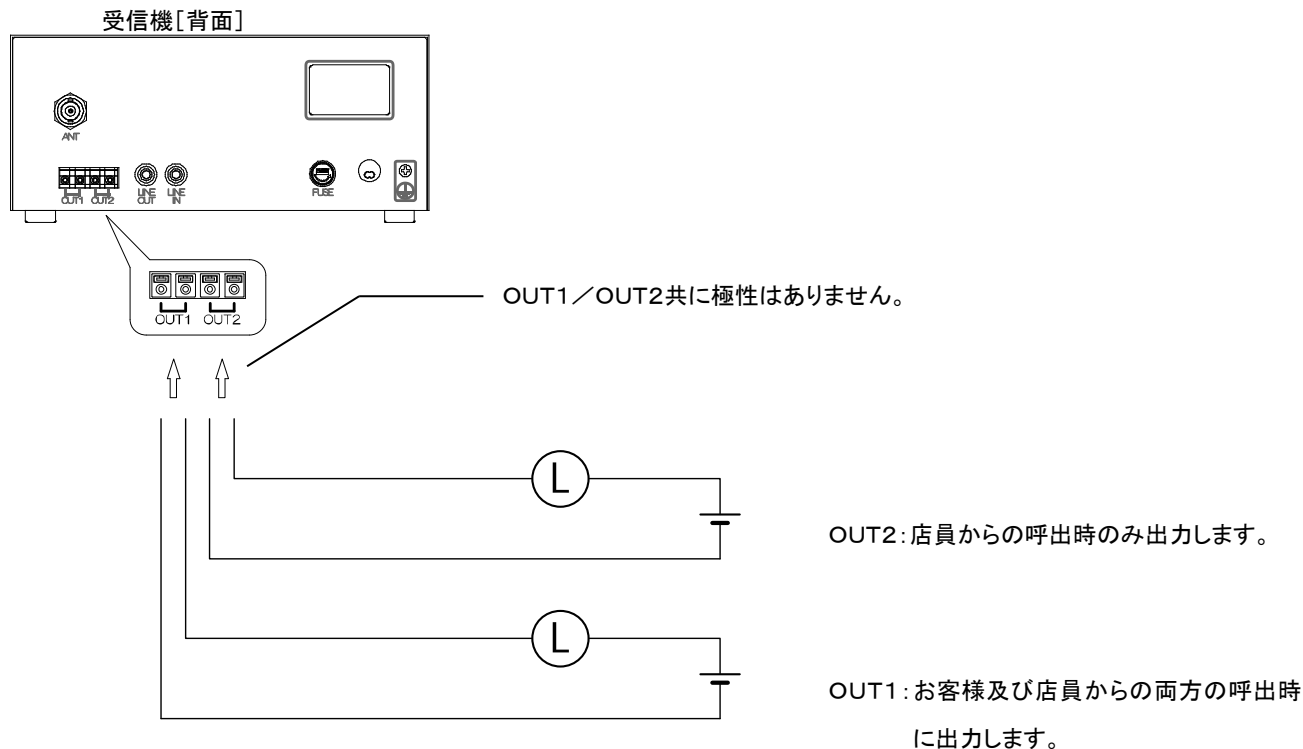 受信機[背面]
ANT
OUT1 OUT2
LINE OUT
LINE IN
FUSE
OUT1 OUT2
OUT1／OUT2共に極性はありません。
L
OUT2：店員からの呼出時のみ出力します。
L
OUT1：お客様及び店員からの両方の呼出時
に出力します。